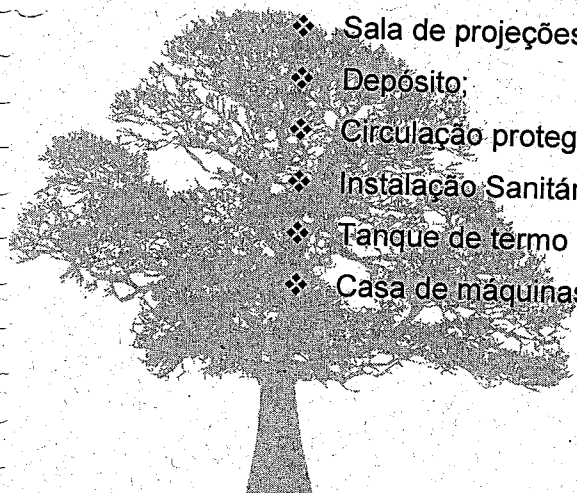 ❖ Sala de projeções
❖ Depósito;
❖ Circulação proteg
❖ Instalação Sanitár
❖ Tanque de termo
❖ Casa de máquinas